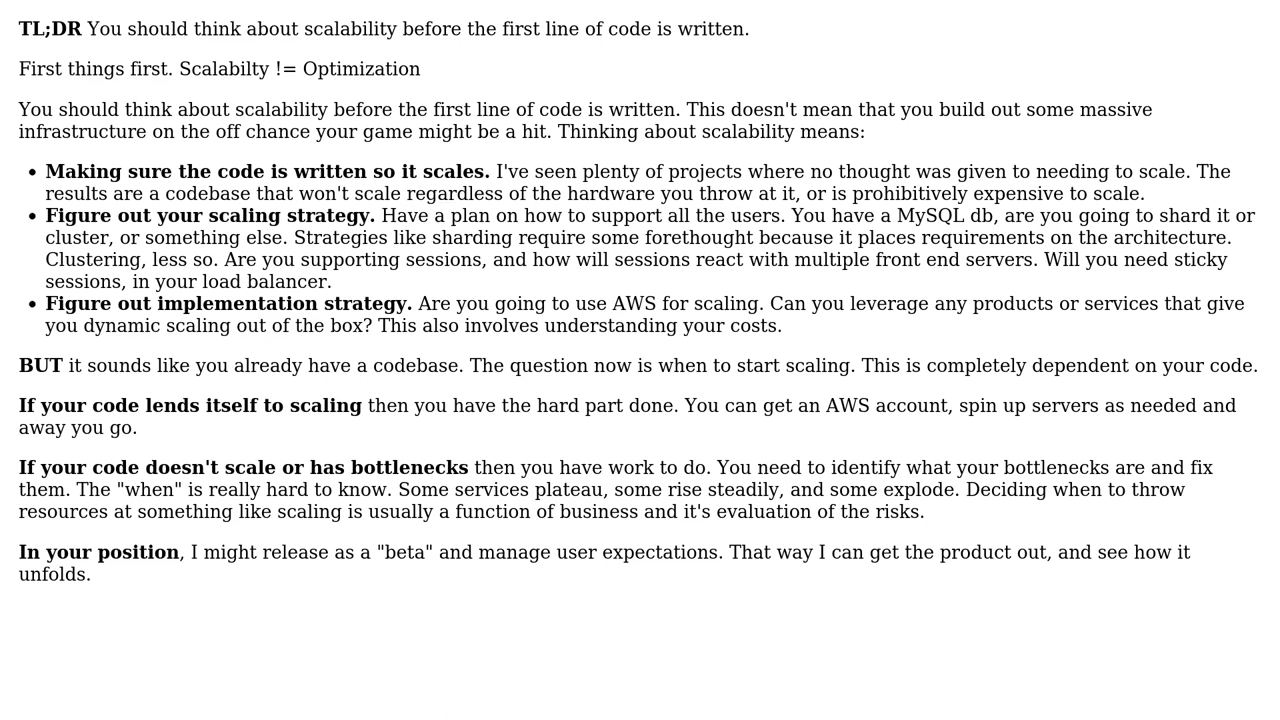 TL;DR You should think about scalability before the first line of code is written.
First things first. Scalabilty != Optimization
You should think about scalability before the first line of code is written. This doesn't mean that you build out some massive
infrastructure on the off chance your game might be a hit. Thinking about scalability means:
• Making sure the code is written so it scales. I've seen plenty of projects where no thought was given to needing to scale. The
results are a codebase that won't scale regardless of the hardware you throw at it, or is prohibitively expensive to scale.
• Figure out your scaling strategy. Have a plan on how to support all the users. You have a MySQL db, are you going to shard it or
cluster, or something else. Strategies like sharding require some forethought because it places requirements on the architecture.
Clustering, less so. Are you supporting sessions, and how will sessions react with multiple front end servers. Will you need sticky
sessions, in your load balancer.
• Figure out implementation strategy. Are you going to use AWS for scaling. Can you leverage any products or services that give
you dynamic scaling out of the box? This also involves understanding your costs.
BUT it sounds like you already have a codebase. The question now is when to start scaling. This is completely dependent on your code.
If your code lends itself to scaling then you have the hard part done. You can get an AWS account, spin up servers as needed and
away you go.
If your code doesn't scale or has bottlenecks then you have work to do. You need to identify what your bottlenecks are and fix
them. The "when" is really hard to know. Some services plateau, some rise steadily, and some explode. Deciding when to throw
resources at something like scaling is usually a function of business and it's evaluation of the risks.
In your position, I might release as a "beta" and manage user expectations. That way I can get the product out, and see how it
unfolds.